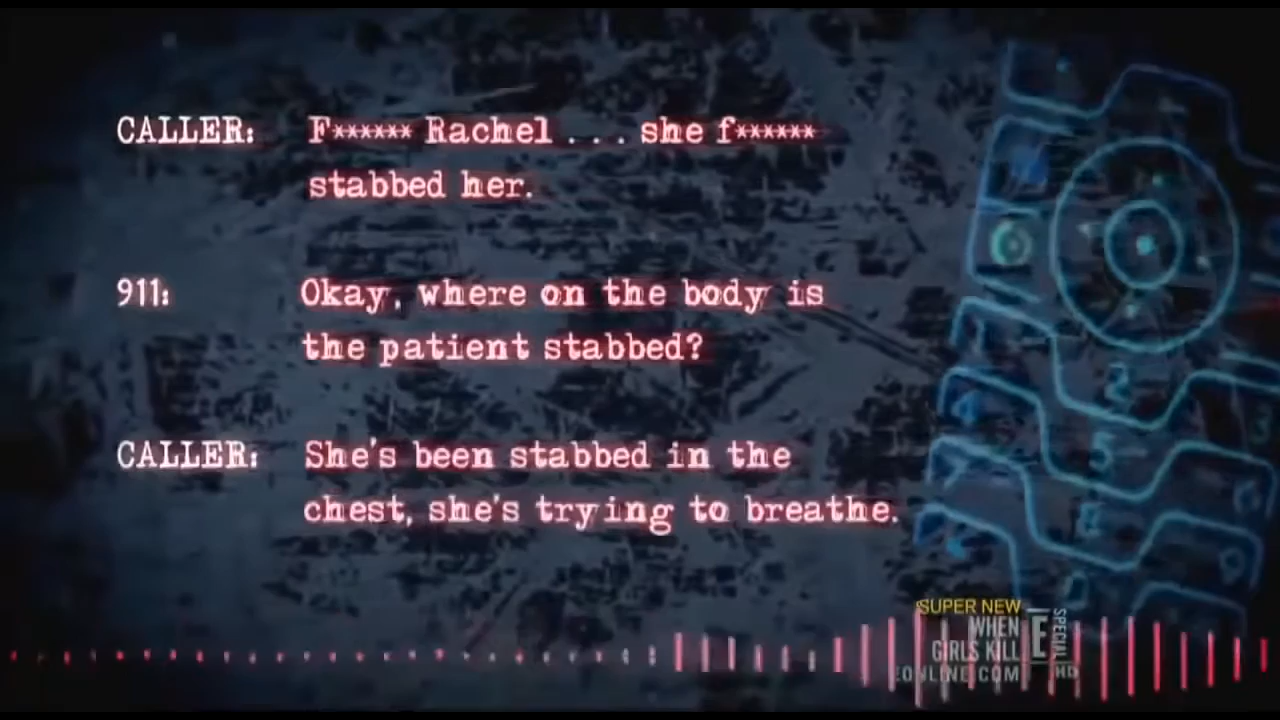 CALLER: F****** Rachel . . . she f******
stabbed her.
911: Okay, where on the body is
the patient stabbed?
CALLER: She's been stabbed in the
chest, she's trying to breathe.
SUPER NEW
WHEN
GIRLS KILL
E SPECIAL
EONLINE.COM HD